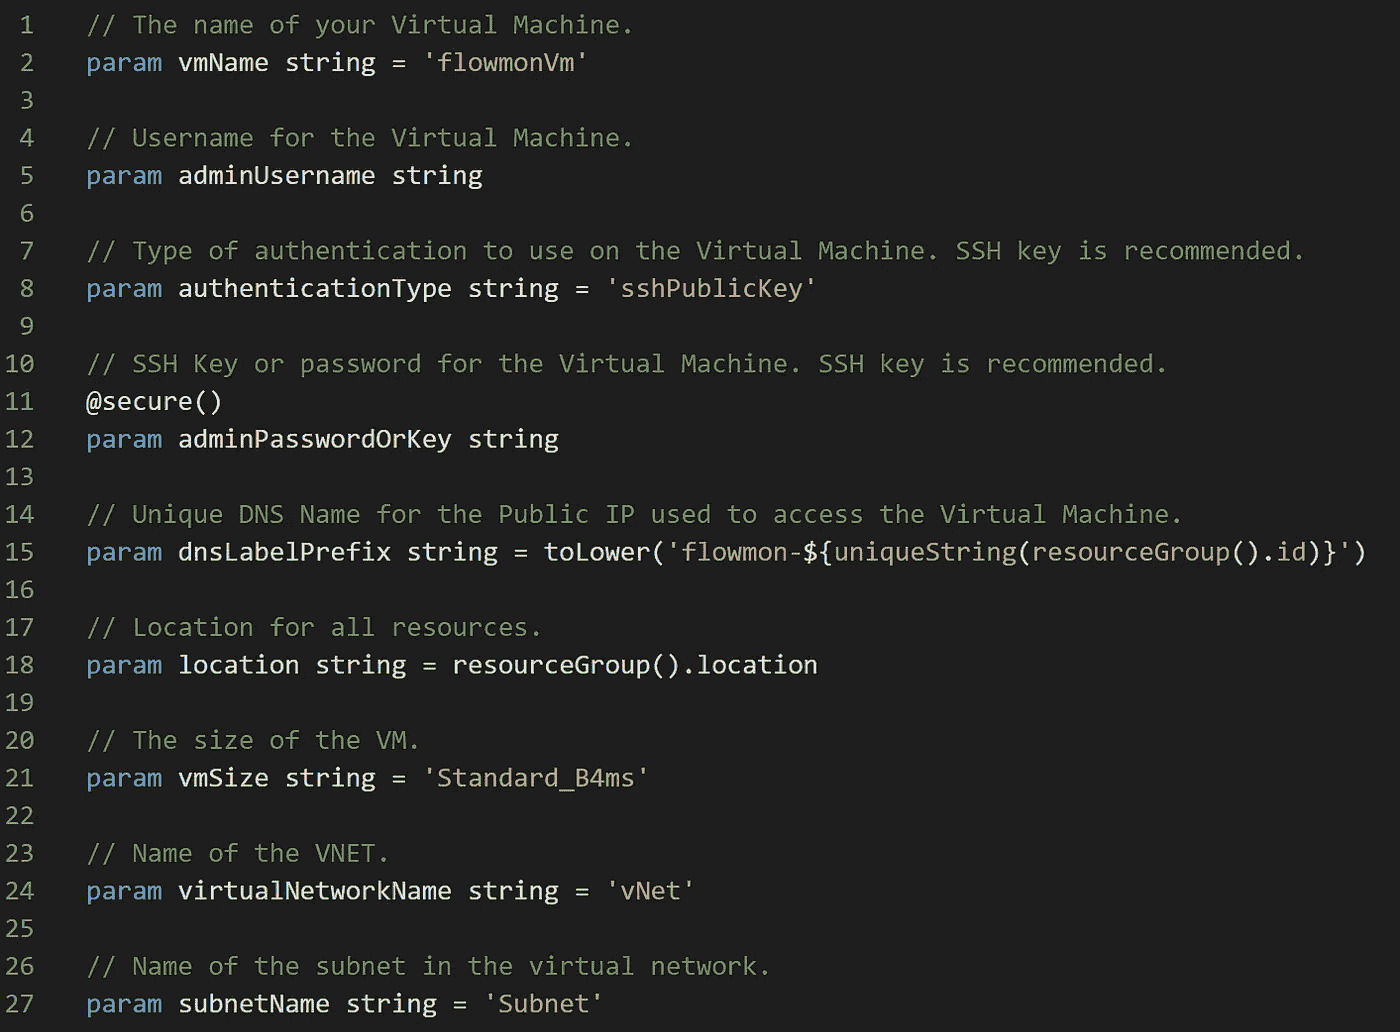 1 // The name of your Virtual Machine.
2 param vmName string = 'flowmonVm'
3
4 // Username for the Virtual Machine.
5 param adminUsername string
6
7 // Type of authentication to use on the Virtual Machine. SSH key is recommended.
8 param authenticationType string = 'sshPublicKey'
9
10 // SSH Key or password for the Virtual Machine. SSH key is recommended.
11 @secure()
12 param adminPasswordOrKey string
13
14 // Unique DNS Name for the Public IP used to access the Virtual Machine.
15 param dnsLabelPrefix string = toLower('flowmon-${uniqueString(resourceGroup().id)}')
16
17 // Location for all resources.
18 param location string = resourceGroup().location
19
20 // The size of the VM.
21 param vmSize string = 'Standard_B4ms'
22
23 // Name of the VNET.
24 param virtualNetworkName string = 'vNet'
25
26 // Name of the subnet in the virtual network.
27 param subnetName string = 'Subnet'